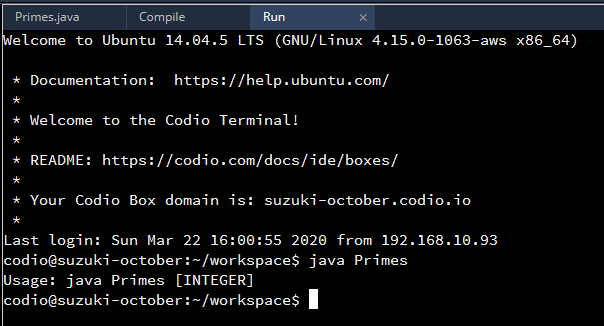 Primes.java Compile Run ×
Welcome to Ubuntu 14.04.5 LTS (GNU/Linux 4.15.0-1063-aws x86_64)
* Documentation:  https://help.ubuntu.com/
*
* Welcome to the Codio Terminal!
*
* README: https://codio.com/docs/ide/boxes/
*
* Your Codio Box domain is: suzuki-october.codio.io
*
Last login: Sun Mar 22 16:00:55 2020 from 192.168.10.93
codio@suzuki-october:~/workspace$ java Primes
Usage: java Primes [INTEGER]
codio@suzuki-october:~/workspace$